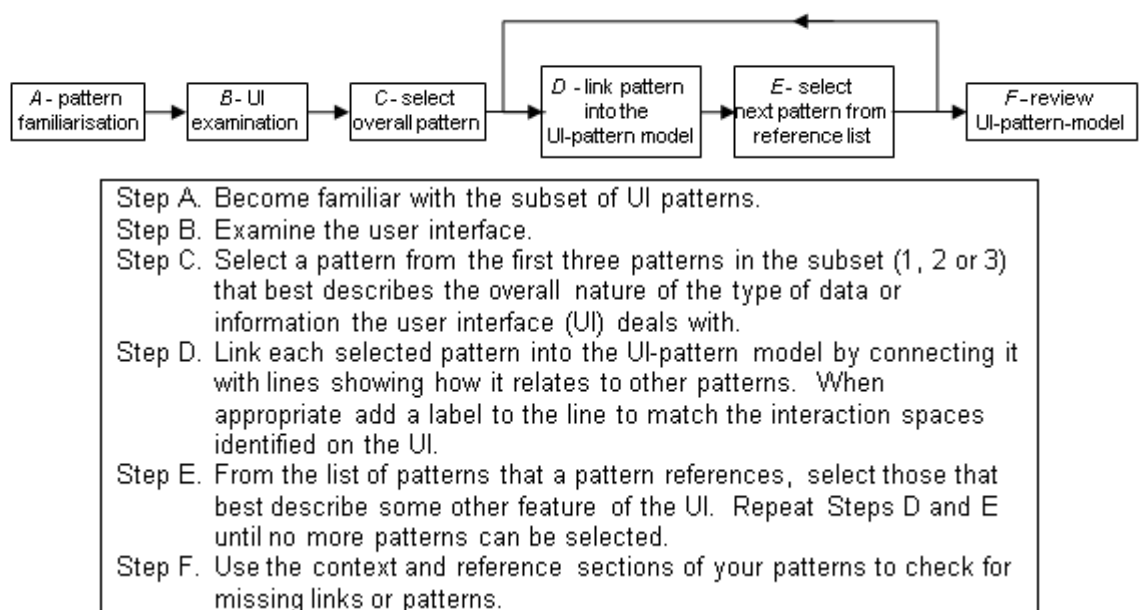 A - pattern
familiarisation
B - UI
examination
C - select
overall pattern
D - link pattern
into the
UI-pattern model
E - select
next pattern from
reference list
F - review
UI-pattern-model
Step A. Become familiar with the subset of UI patterns.
Step B. Examine the user interface.
Step C. Select a pattern from the first three patterns in the subset (1, 2 or 3)
that best describes the overall nature of the type of data or
information the user interface (UI) deals with.
Step D. Link each selected pattern into the UI-pattern model by connecting it
with lines showing how it relates to other patterns. When
appropriate add a label to the line to match the interaction spaces
identified on the UI.
Step E. From the list of patterns that a pattern references, select those that
best describe some other feature of the UI. Repeat Steps D and E
until no more patterns can be selected.
Step F. Use the context and reference sections of your patterns to check for
missing links or patterns.